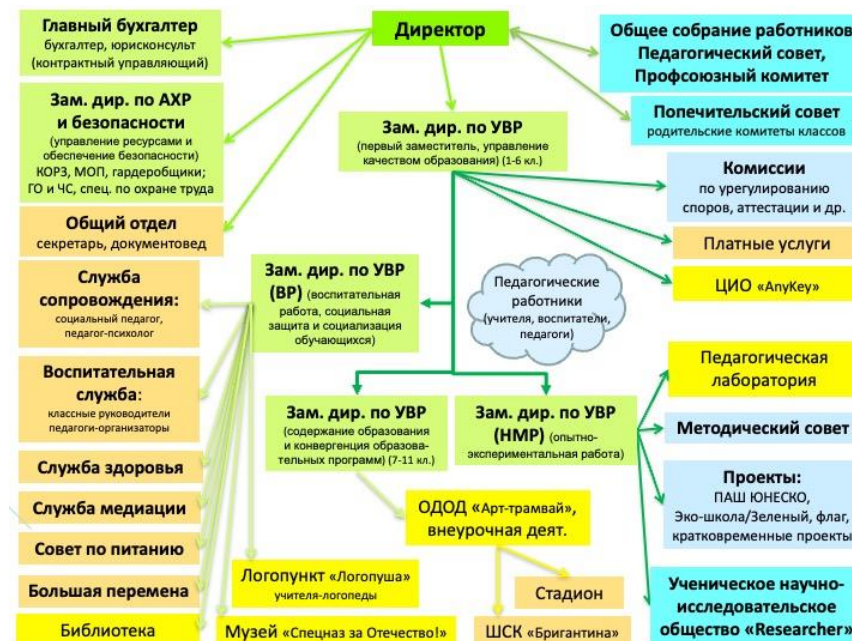 Директор
Главный бухгалтер
бухгалтер, юрисконсульт
(контрактный управляющий)
Общее собрание работников
Педагогический совет,
Профсоюзный комитет
Зам. дир. по АХР
и безопасности
(управление ресурсами и
обеспечение безопасности)
КОРЗ, МОП, гардеробщики;
ГО и ЧС, спец. по охране труда
Зам. дир. по УВР
(первый заместитель, управление
качеством образования) (1-6 кл.)
Попечительский совет
родительские комитеты классов
Комиссии
по урегулированию
споров, аттестации и др.
Общий отдел
секретарь, документовед
Платные услуги
ЦИО «AnyKey»
Служба
сопровождения:
социальный педагог,
педагог-психолог
Зам. дир. по УВР
(ВР) (воспитательная
работа, социальная
защита и социализация
обучающихся)
Педагогические
работники
(учителя, воспитатели,
педагоги)
Воспитательная
служба:
классные руководители
педагоги-организаторы
Педагогическая
лаборатория
Зам. дир. по УВР
(содержание образования
и конвергенция образова-
тельных программ) (7-11 кл.)
Зам. дир. по УВР
(НМР) (опытно-
экспериментальная работа)
Методический совет
Служба здоровья
Служба медиации
Совет по питанию
Большая перемена
Библиотека
Проекты:
ПАШ ЮНЕСКО,
Эко-школа/Зеленый, флаг,
кратковременные проекты
ОДОД «Арт-трамвай»,
внеурочная деят.
Логопункт «Логопуша»
учителя-логопеды
Стадион
Ученическое научно-
исследовательское
общество «Researcher»
Музей «Спецназ за Отечество!»
ШСК «Бригантина»